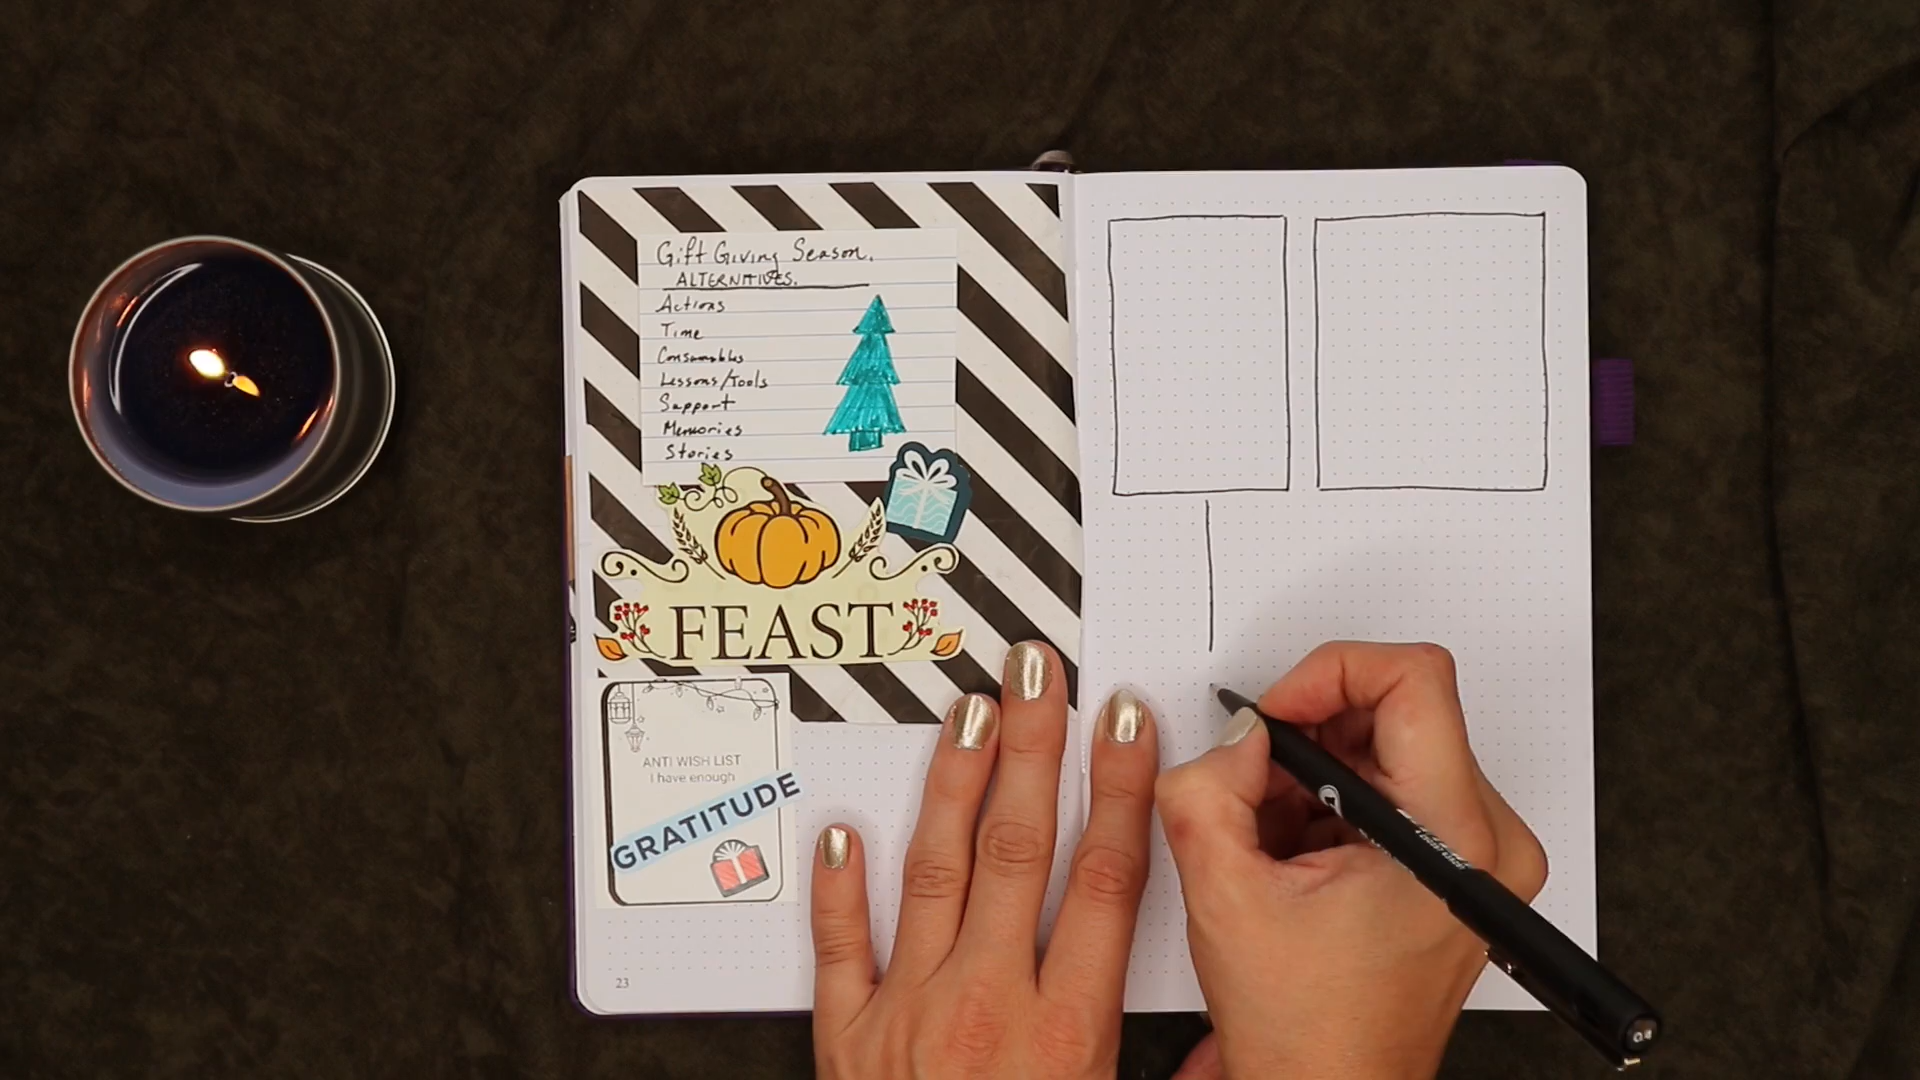 Gift Giving Season.
ALTERNATIVES.
Actions
Time
Consumables
Lessons/Tools
Support
Memories
Stories
FEAST
ANTI WISH LIST
I have enough
GRATITUDE
23